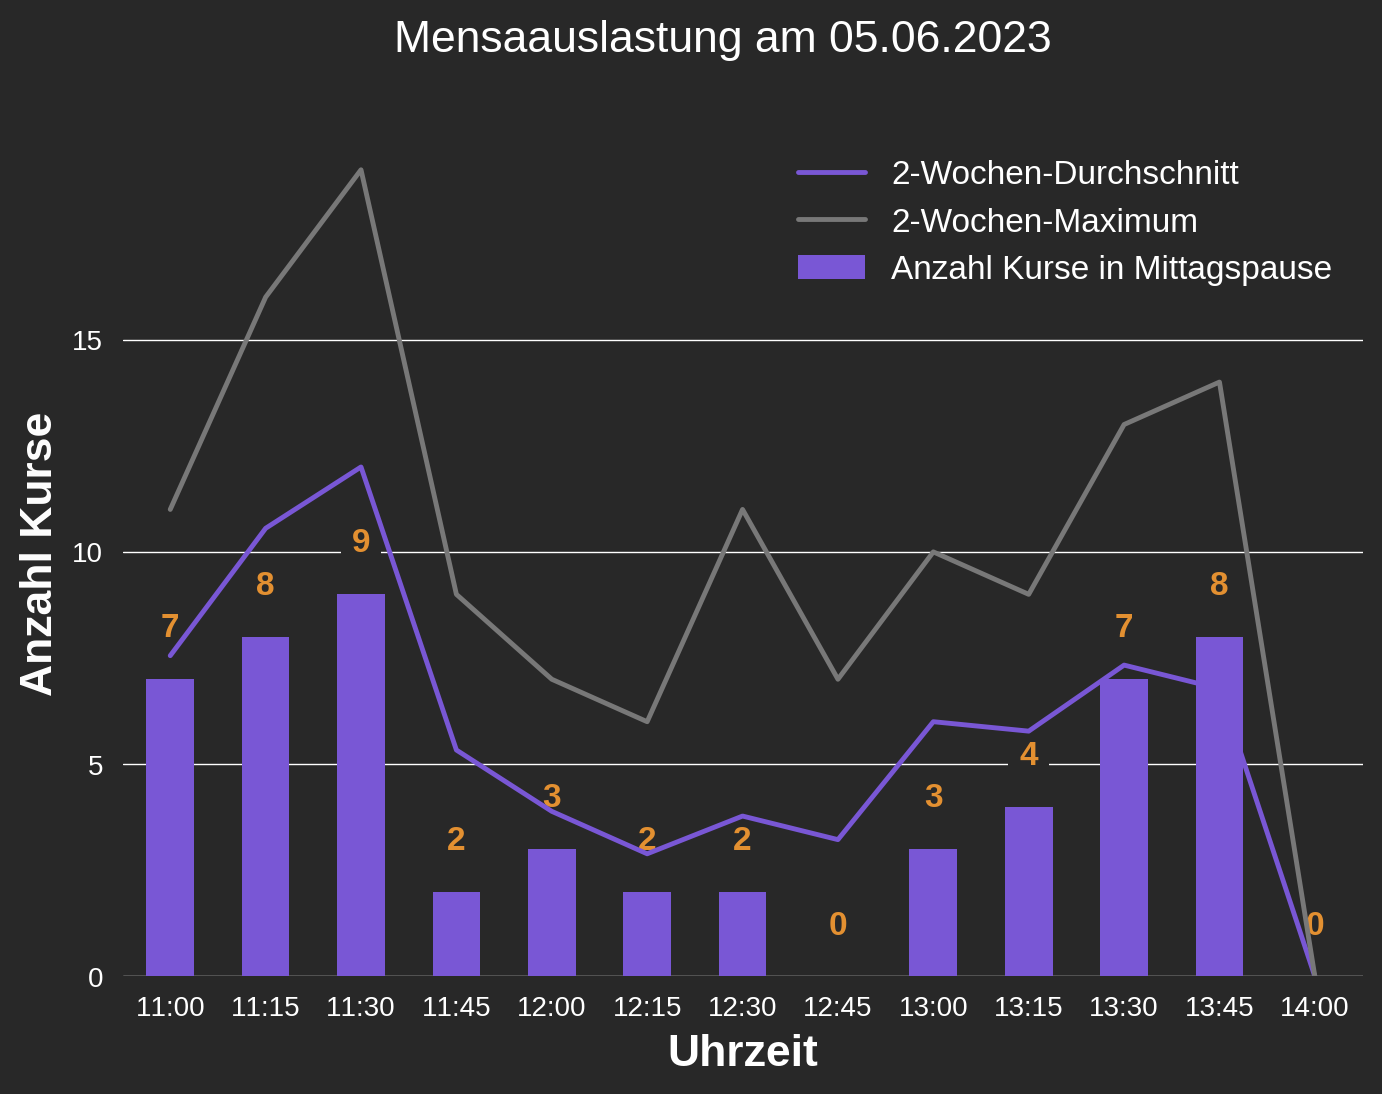 Mensaauslastung am 05.06.2023
2-Wochen-Durchschnitt
2-Wochen-Maximum
Anzahl Kurse in Mittagspause
Anzahl Kurse
15
10
5
0
7
8
9
2
3
2
2
0
3
4
7
8
0
11:00 11:15 11:30 11:45 12:00 12:15 12:30 12:45 13:00 13:15 13:30 13:45 14:00
Uhrzeit